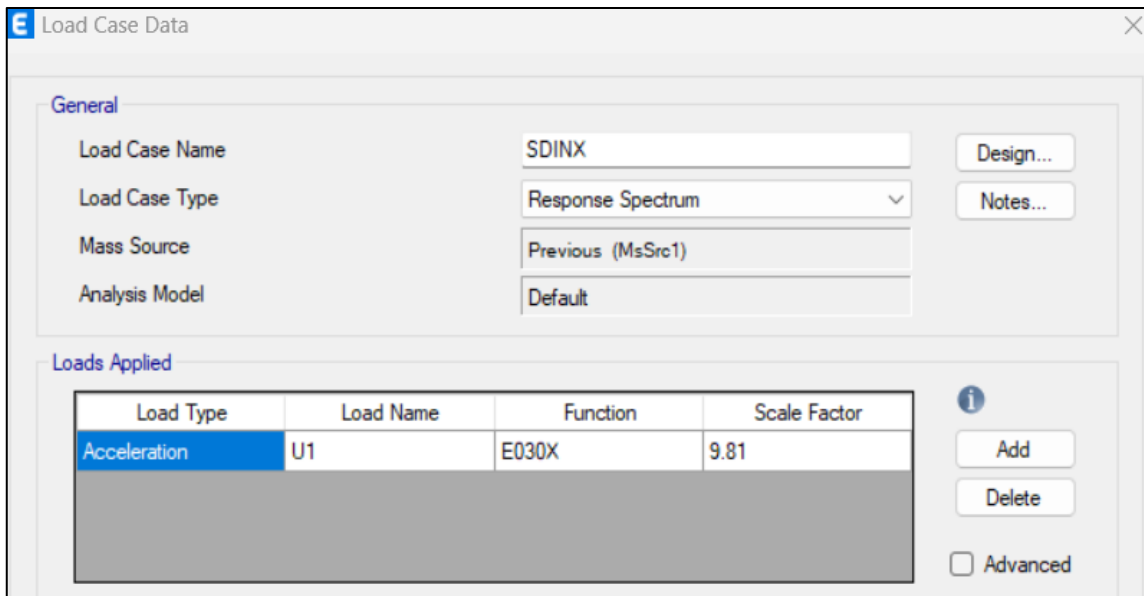 E Load Case Data
General
Load Case Name SDINX Design...
Load Case Type Response Spectrum Notes...
Mass Source Previous (MsSrc1)
Analysis Model Default
Loads Applied
Load Type Load Name Function Scale Factor
Acceleration U1 E030X 9.81
i
Add
Delete
Advanced